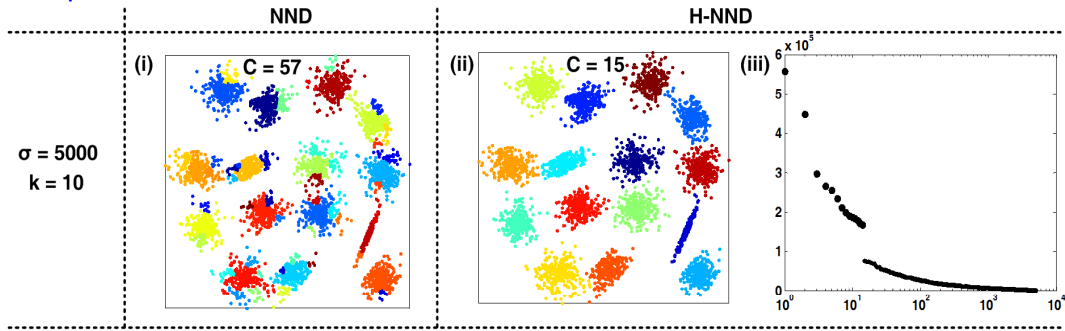 NND
H-NND
(i)
C = 57
(ii)
C = 15
(iii)
σ = 5000
k = 10
x 10^5
6
5
4
3
2
1
0
10^0
10^1
10^2
10^3
10^4